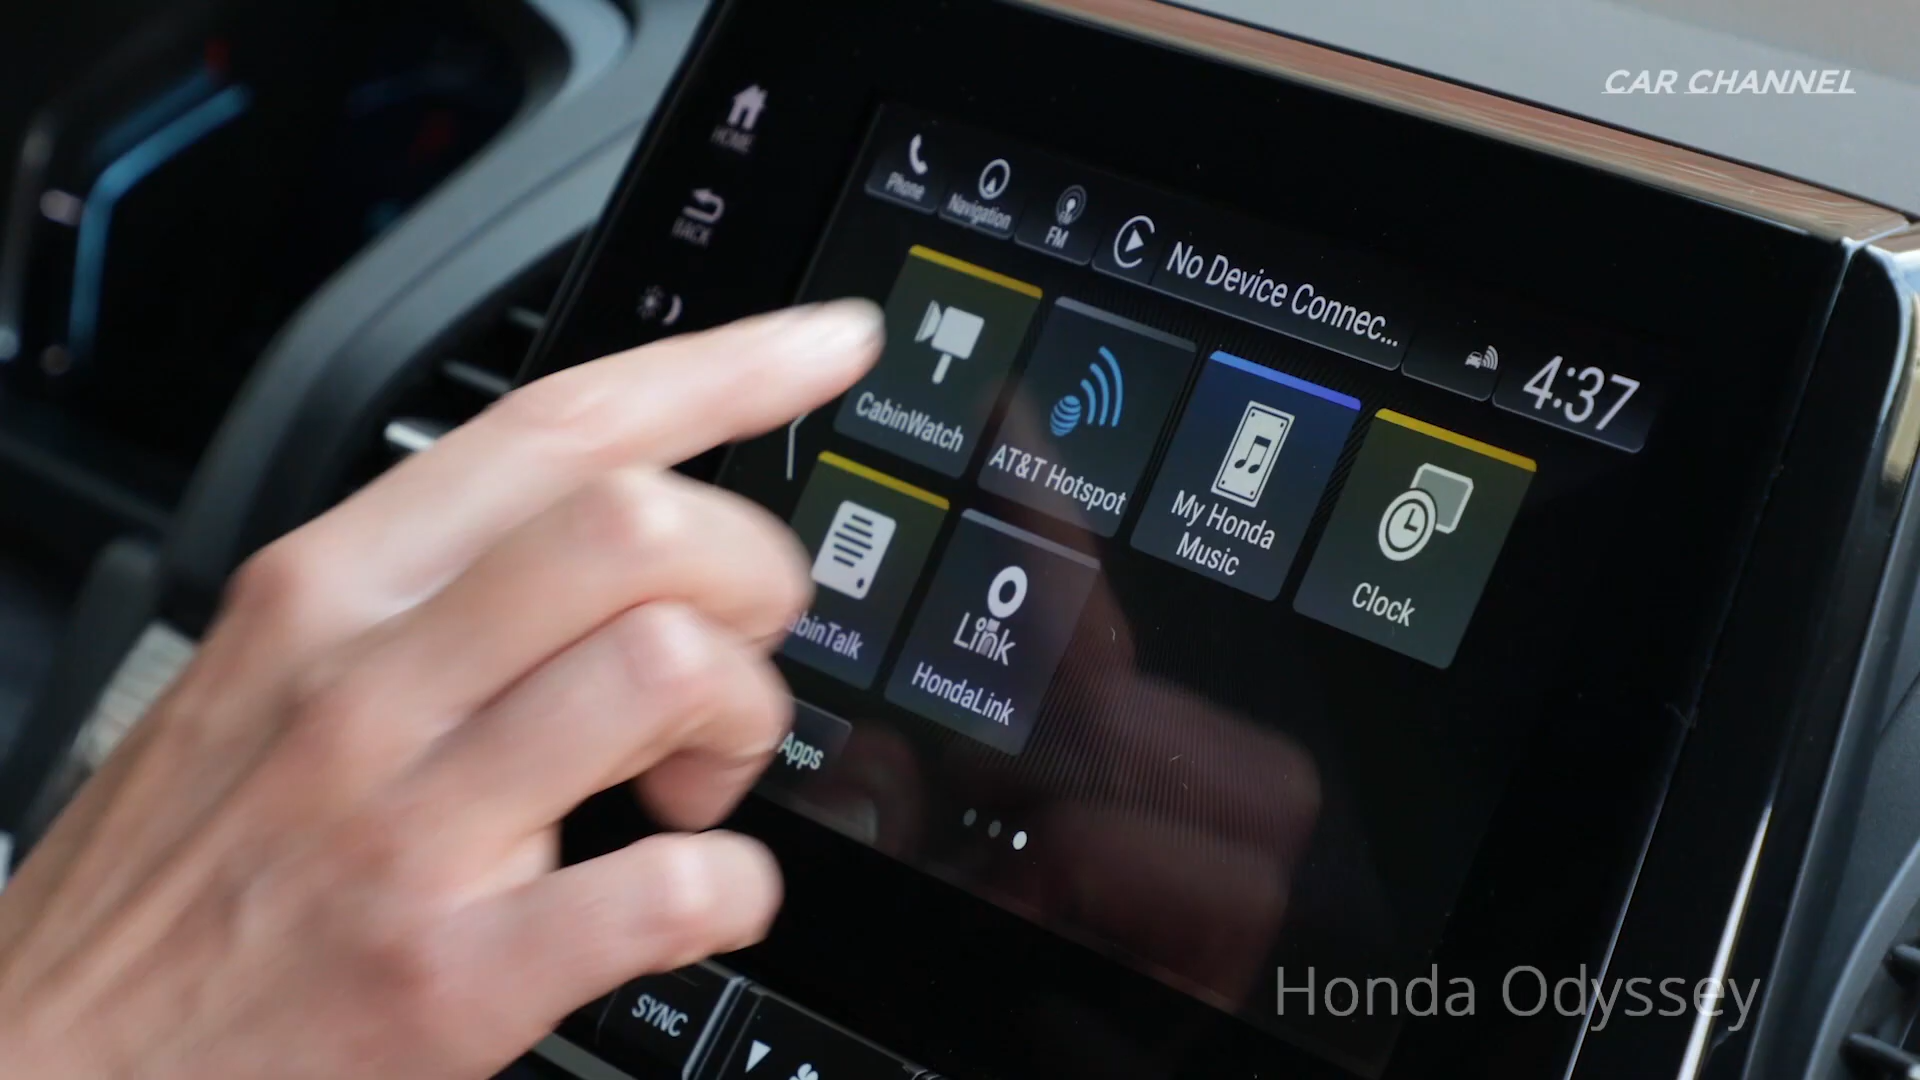 CAR CHANNEL
HOME
BACK
Phone
Navigation
FM
No Device Connec...
4:37
CabinWatch
AT&T Hotspot
My Honda
Music
Clock
abinTalk
Link
HondaLink
Apps
SYNC
Honda Odyssey